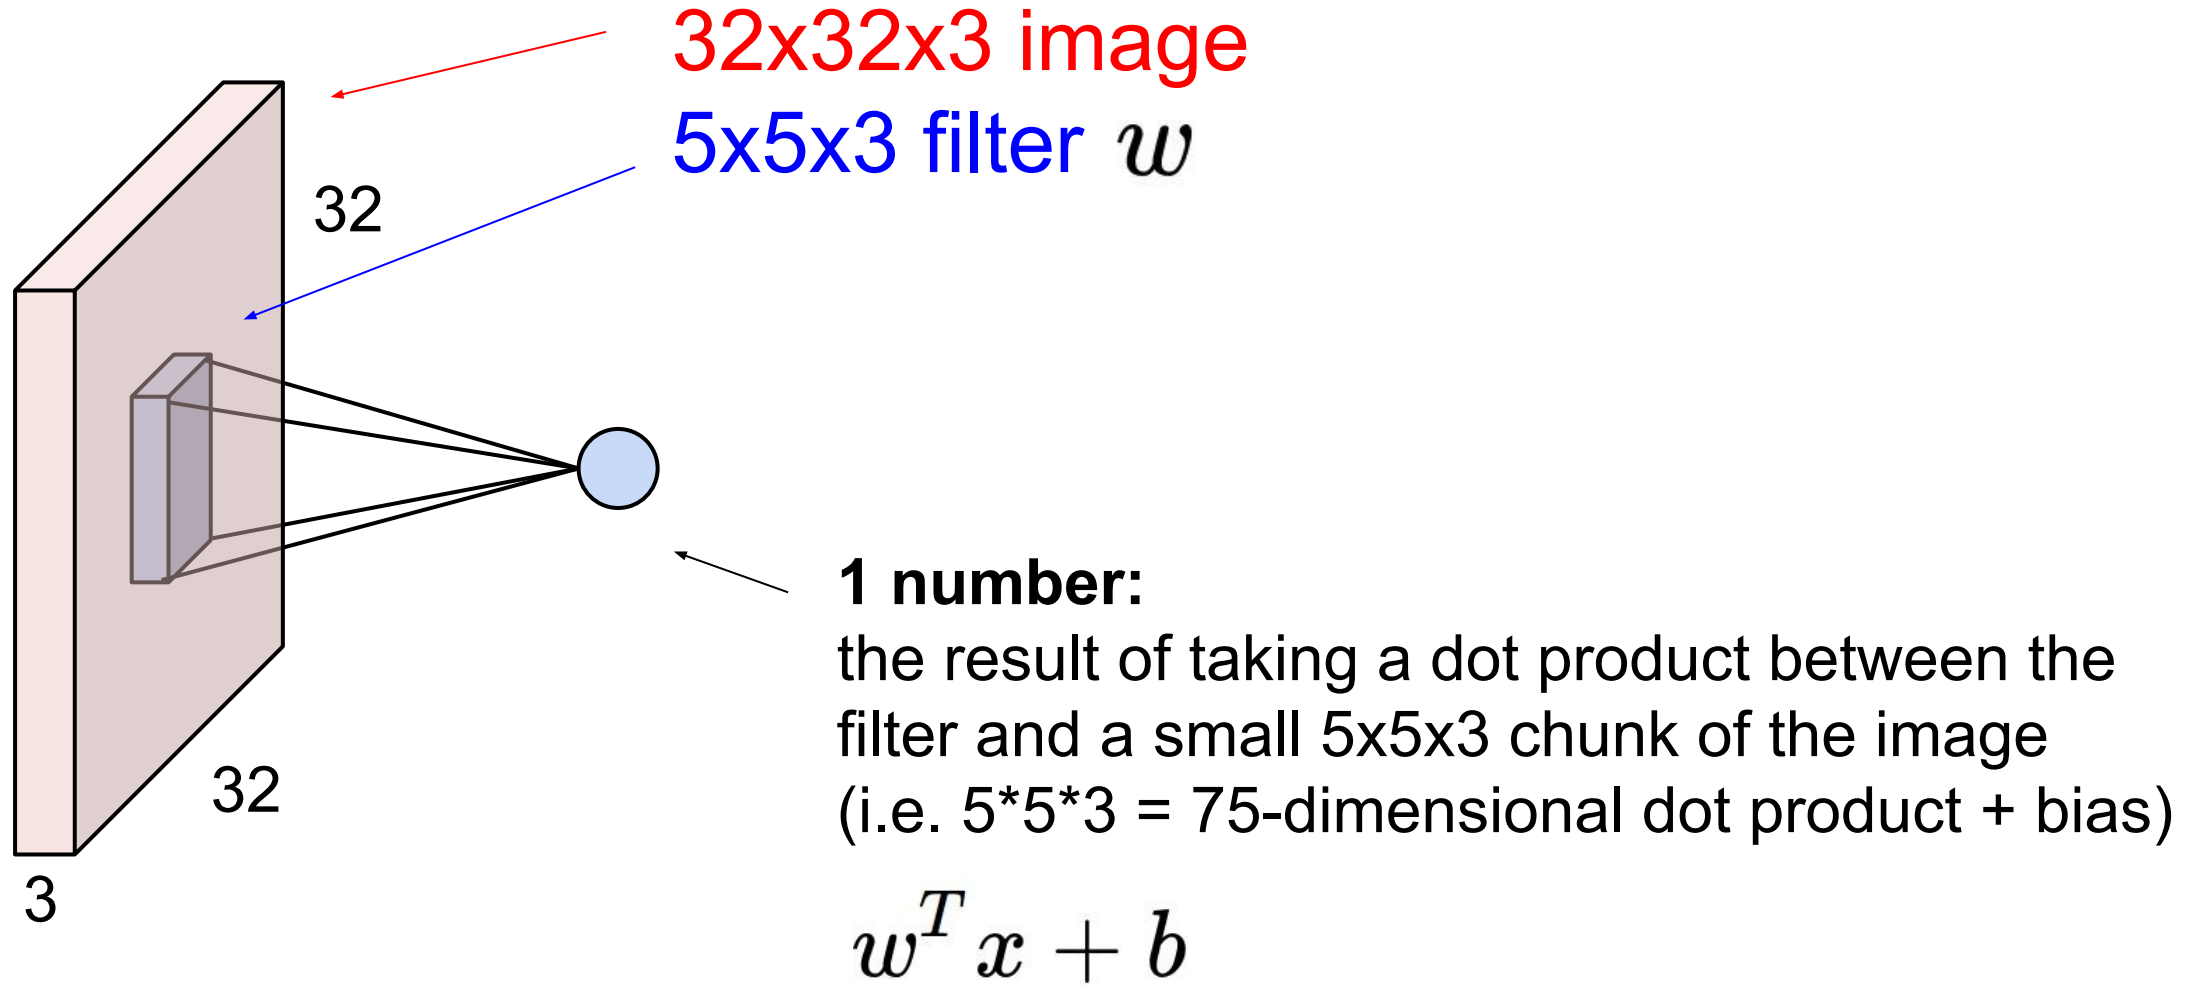 32x32x3 image
5x5x3 filter w
32
32
3
1 number:
the result of taking a dot product between the
filter and a small 5x5x3 chunk of the image
(i.e. 5*5*3 = 75-dimensional dot product + bias)
w^T x + b